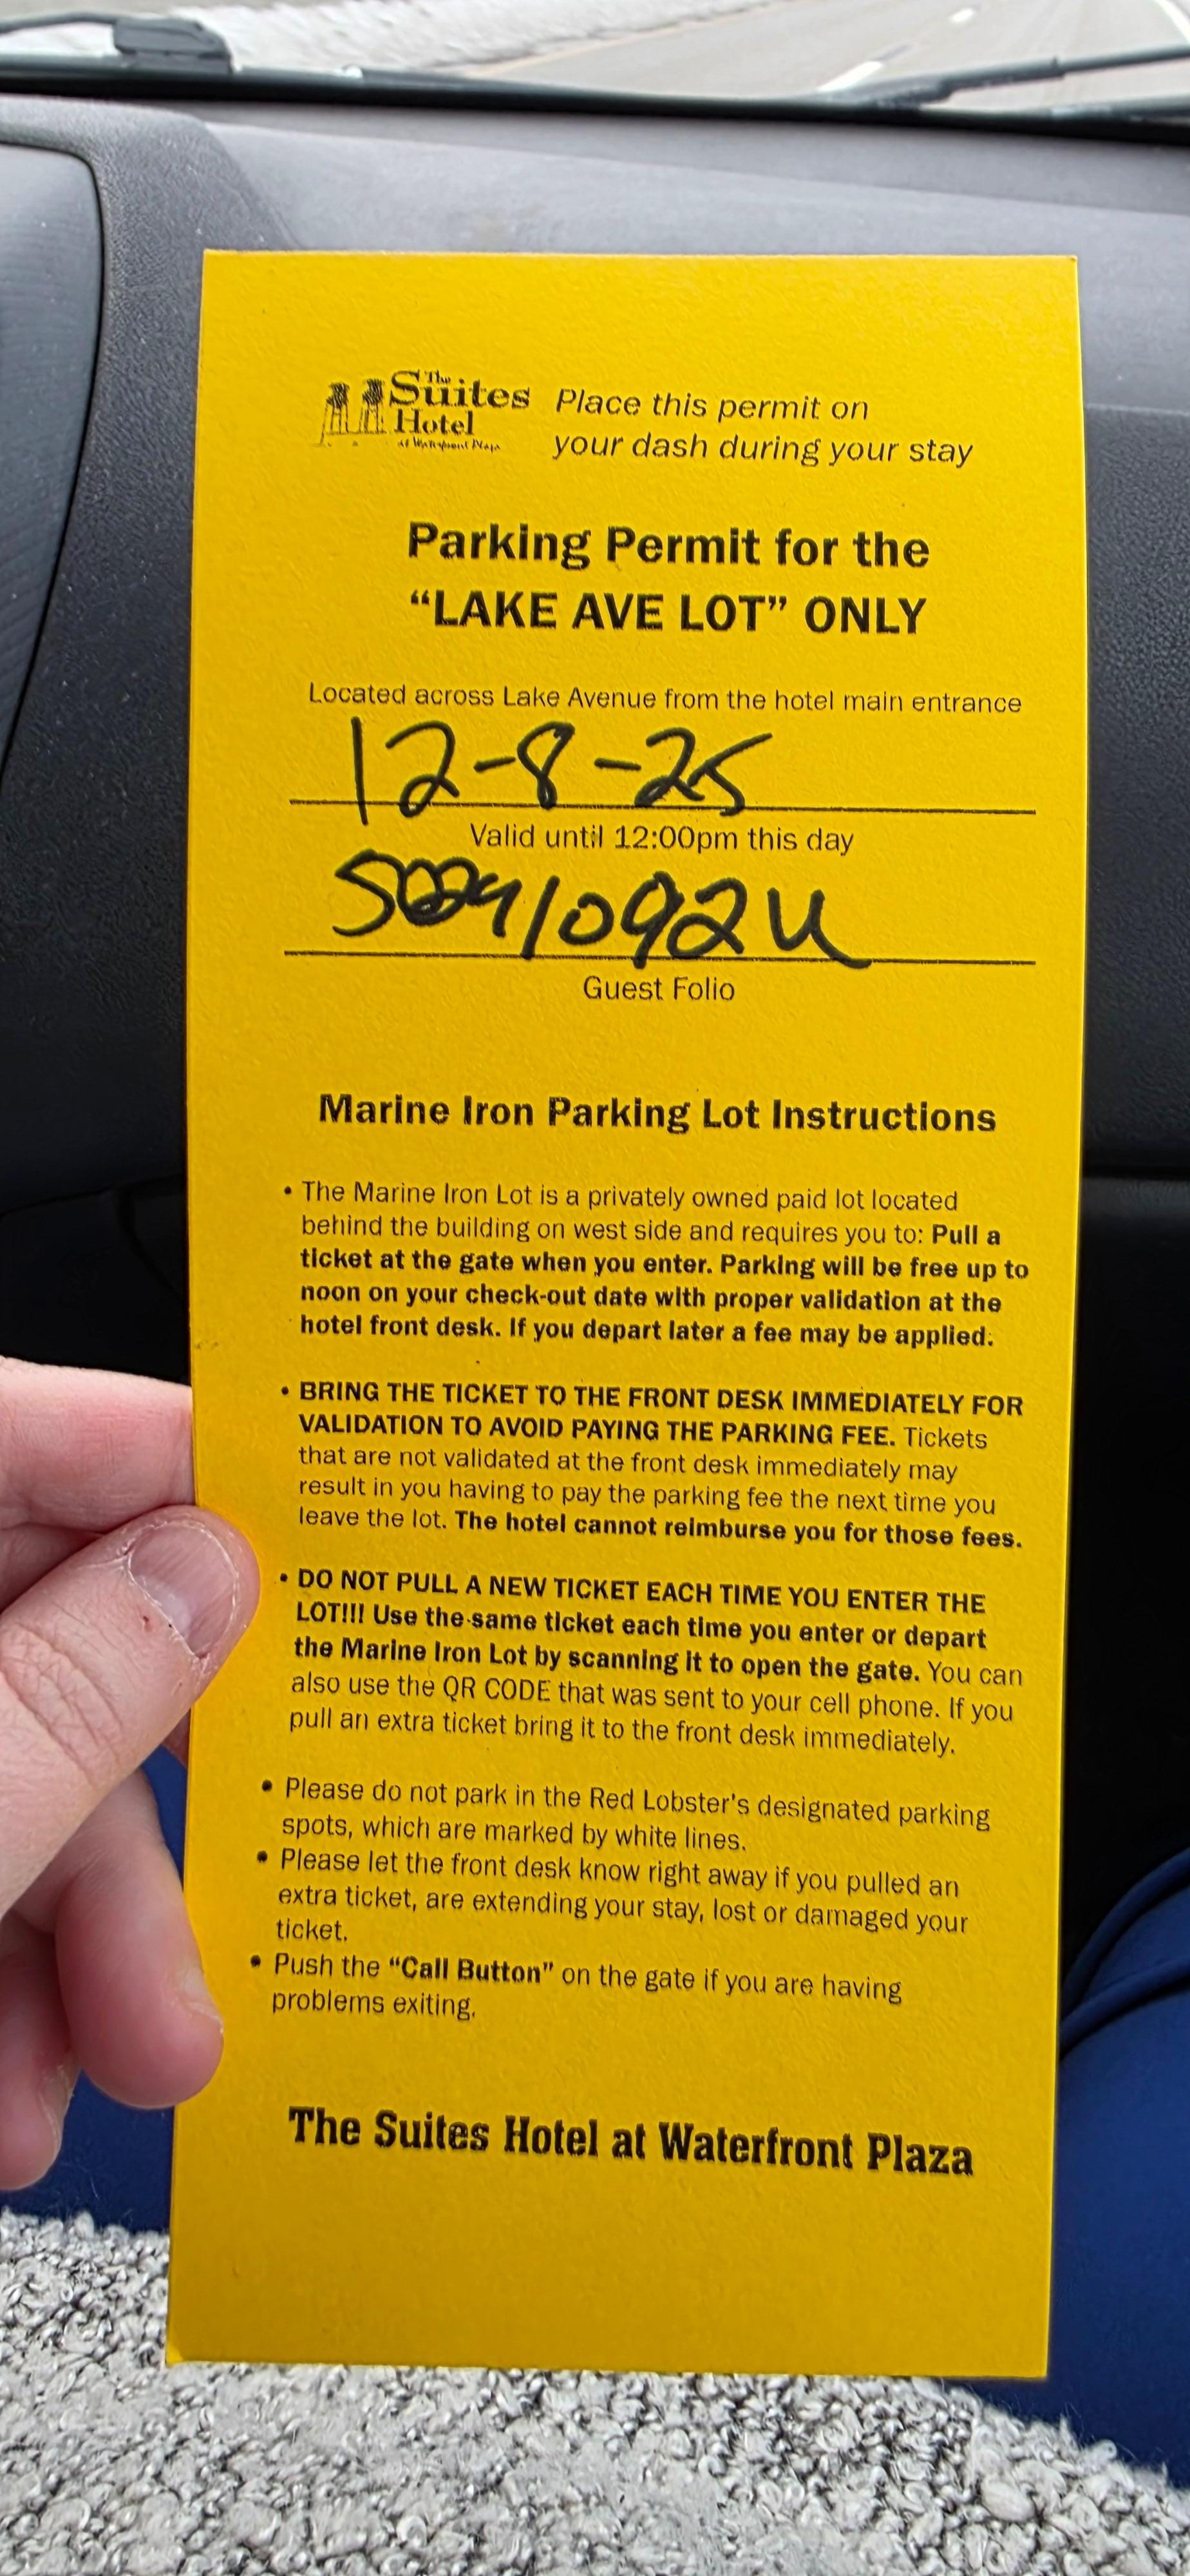 The
Suites
Hotel
at Waterfront Plaza
Place this permit on
your dash during your stay
Parking Permit for the
“LAKE AVE LOT” ONLY
Located across Lake Avenue from the hotel main entrance
12-8-25
Valid until 12:00pm this day
Guest Folio
Marine Iron Parking Lot Instructions
• The Marine Iron Lot is a privately owned paid lot located
behind the building on west side and requires you to: Pull a
ticket at the gate when you enter. Parking will be free up to
noon on your check-out date with proper validation at the
hotel front desk. If you depart later a fee may be applied.
• BRING THE TICKET TO THE FRONT DESK IMMEDIATELY FOR
VALIDATION TO AVOID PAYING THE PARKING FEE. Tickets
that are not validated at the front desk immediately may
result in you having to pay the parking fee the next time you
leave the lot. The hotel cannot reimburse you for those fees.
• DO NOT PULL A NEW TICKET EACH TIME YOU ENTER THE
LOT!!! Use the same ticket each time you enter or depart
the Marine Iron Lot by scanning it to open the gate. You can
also use the QR CODE that was sent to your cell phone. If you
pull an extra ticket bring it to the front desk immediately.
• Please do not park in the Red Lobster’s designated parking
spots, which are marked by white lines.
• Please let the front desk know right away if you pulled an
extra ticket, are extending your stay, lost or damaged your
ticket.
• Push the “Call Button” on the gate if you are having
problems exiting.
The Suites Hotel at Waterfront Plaza